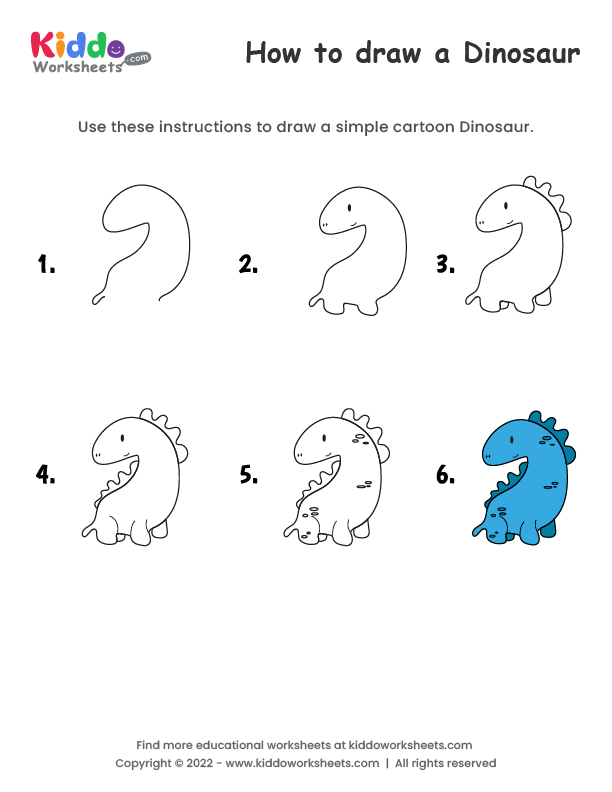 Kiddo
Worksheets
.com
How to draw a Dinosaur
Use these instructions to draw a simple cartoon Dinosaur.
1.
2.
3.
4.
5.
6.
Find more educational worksheets at kiddoworksheets.com
Copyright © 2022 - www.kiddoworksheets.com | All rights reserved